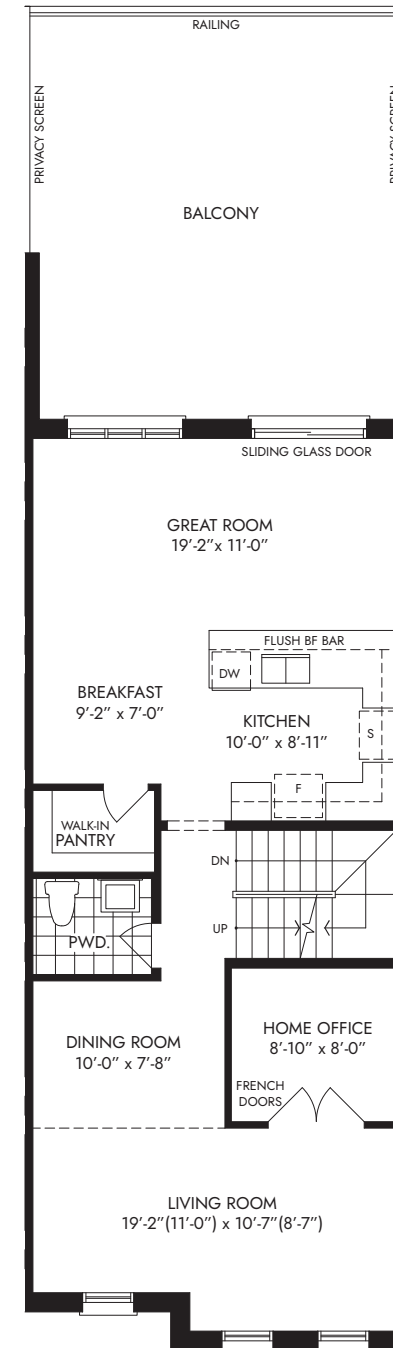 RAILING
PRIVACY SCREEN
PRIVACY SCREEN
BALCONY
SLIDING GLASS DOOR
GREAT ROOM
19'-2"x 11'-0"
FLUSH BF BAR
DW
BREAKFAST
9'-2" x 7'-0"
KITCHEN
10'-0" x 8'-11"
S
F
WALK-IN
PANTRY
DN
UP
PWD.
DINING ROOM
10'-0" x 7'-8"
HOME OFFICE
8'-10" x 8'-0"
FRENCH
DOORS
LIVING ROOM
19'-2"(11'-0") x 10'-7"(8'-7")